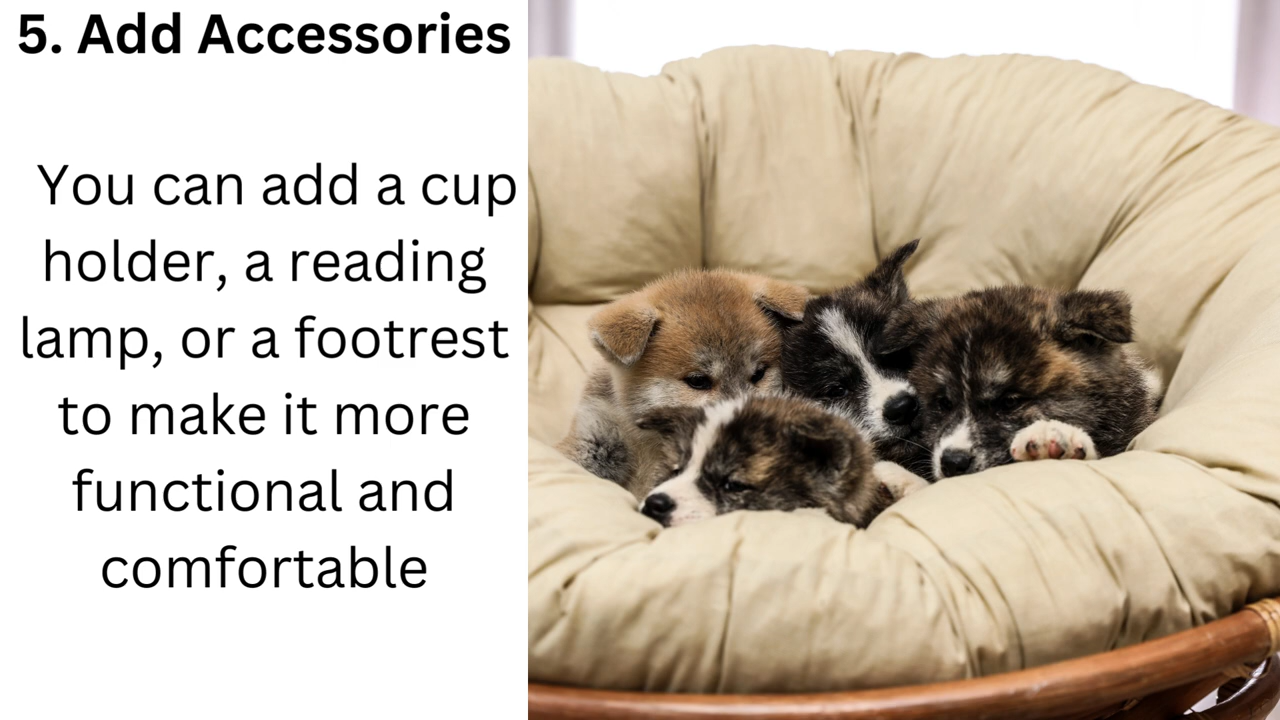 5. Add Accessories
You can add a cup
holder, a reading
lamp, or a footrest
to make it more
functional and
comfortable